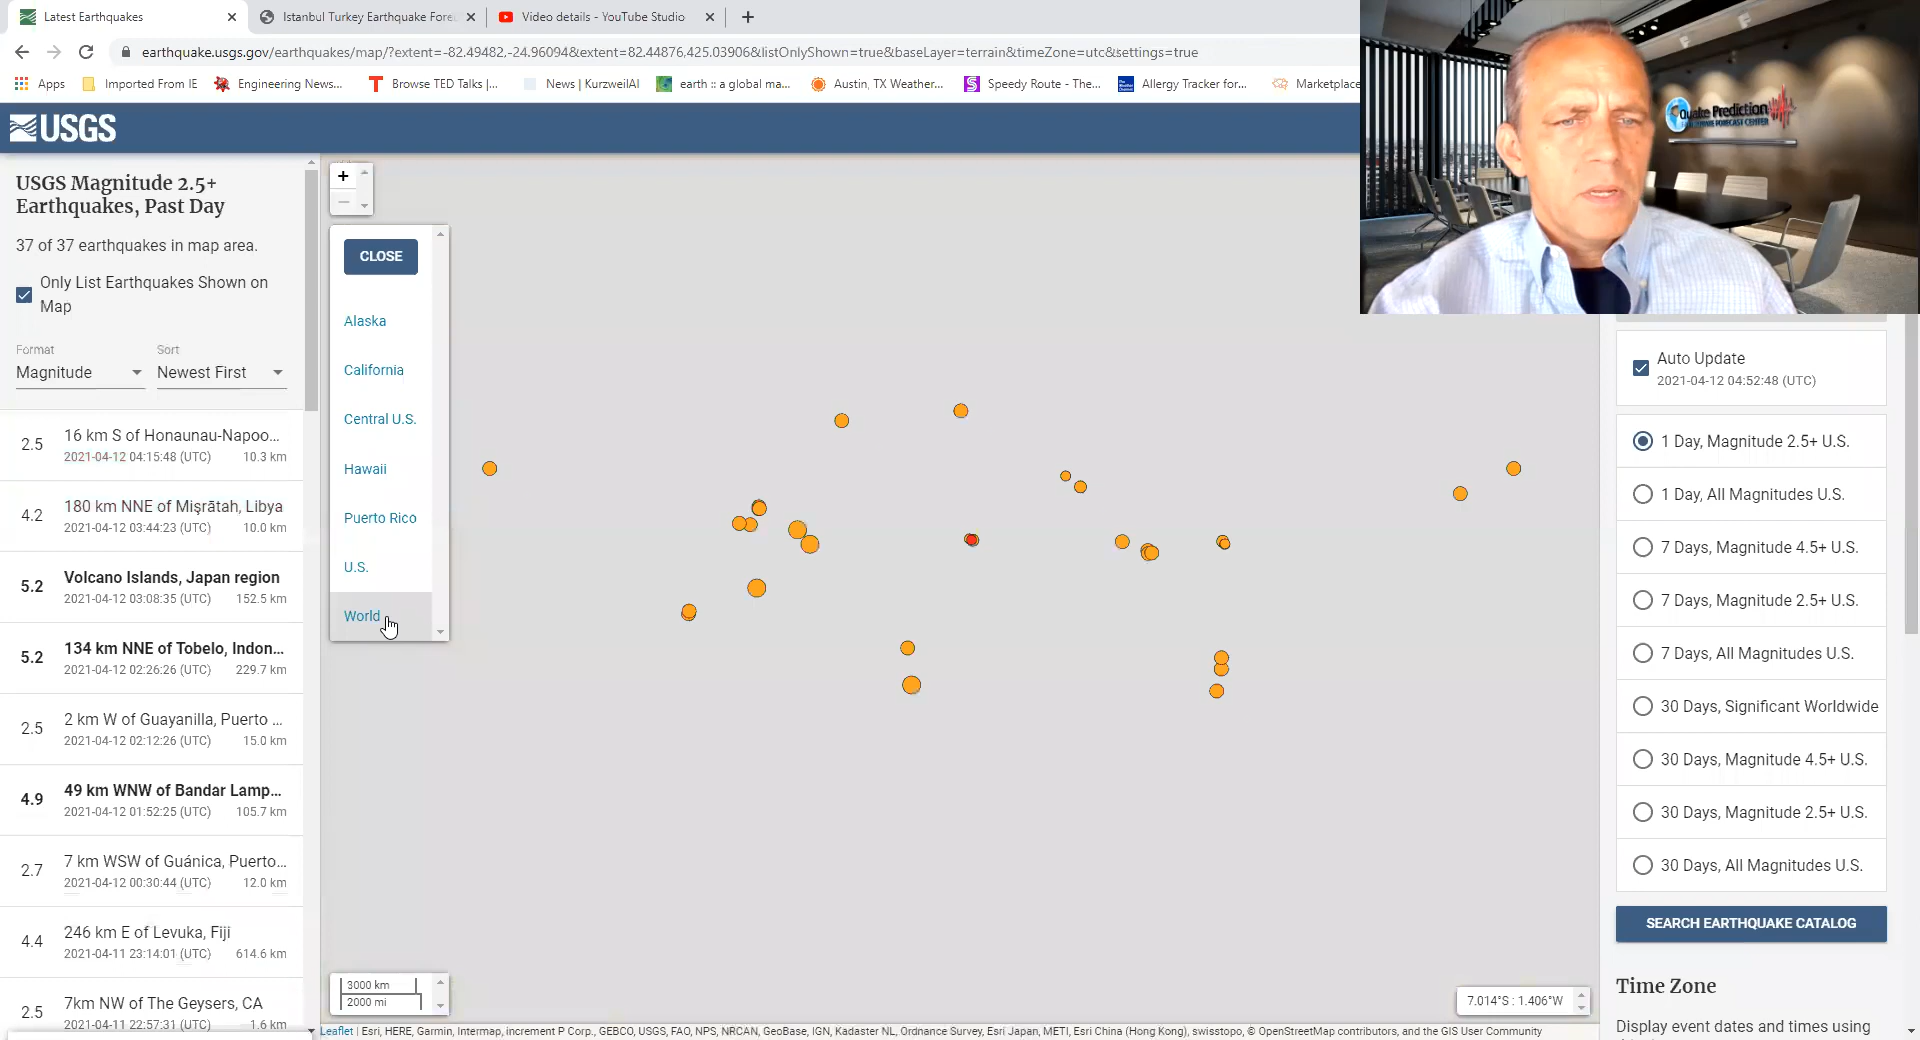 Latest Earthquakes
Istanbul Turkey Earthquake Fore
Video details - YouTube Studio
earthquake.usgs.gov/earthquakes/map/?extent=-82.49482,-24.96094&extent=82.44876,425.03906&listOnlyShown=true&baseLayer=terrain&timeZone=utc&settings=true
Apps
Imported From IE
Engineering News...
Browse TED Talks |...
News | KurzweilAI
earth :: a global ma...
Austin, TX Weather...
Speedy Route - The...
Allergy Tracker for...
Marketplace
USGS
Quake Prediction
EARTHQUAKE FORECAST CENTER
USGS Magnitude 2.5+
Earthquakes, Past Day
37 of 37 earthquakes in map area.
Only List Earthquakes Shown on
Map
Format
Sort
Magnitude
Newest First
2.5
16 km S of Honaunau-Napoo...
2021-04-12 04:15:48 (UTC)
10.3 km
4.2
180 km NNE of Mişrātah, Libya
2021-04-12 03:44:23 (UTC)
10.0 km
5.2
Volcano Islands, Japan region
2021-04-12 03:08:35 (UTC)
152.5 km
5.2
134 km NNE of Tobelo, Indon...
2021-04-12 02:26:26 (UTC)
229.7 km
2.5
2 km W of Guayanilla, Puerto ...
2021-04-12 02:12:26 (UTC)
15.0 km
4.9
49 km WNW of Bandar Lamp...
2021-04-12 01:52:25 (UTC)
105.7 km
2.7
7 km WSW of Guánica, Puerto...
2021-04-12 00:30:44 (UTC)
12.0 km
4.4
246 km E of Levuka, Fiji
2021-04-11 23:14:01 (UTC)
614.6 km
2.5
7km NW of The Geysers, CA
2021-04-11 22:57:31 (UTC)
1.6 km
+
−
CLOSE
Alaska
California
Central U.S.
Hawaii
Puerto Rico
U.S.
World
3000 km
2000 mi
7.014°S : 1.406°W
Leaflet | Esri, HERE, Garmin, Intermap, increment P Corp., GEBCO, USGS, FAO, NPS, NRCAN, GeoBase, IGN, Kadaster NL, Ordnance Survey, Esri Japan, METI, Esri China (Hong Kong), swisstopo, © OpenStreetMap contributors, and the GIS User Community
Auto Update
2021-04-12 04:52:48 (UTC)
1 Day, Magnitude 2.5+ U.S.
1 Day, All Magnitudes U.S.
7 Days, Magnitude 4.5+ U.S.
7 Days, Magnitude 2.5+ U.S.
7 Days, All Magnitudes U.S.
30 Days, Significant Worldwide
30 Days, Magnitude 4.5+ U.S.
30 Days, Magnitude 2.5+ U.S.
30 Days, All Magnitudes U.S.
SEARCH EARTHQUAKE CATALOG
Time Zone
Display event dates and times using